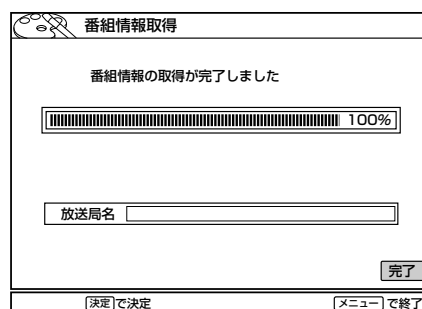 番組情報取得
番組情報の取得が完了しました
100%
放送局名
完了
決定で決定 メニューで終了